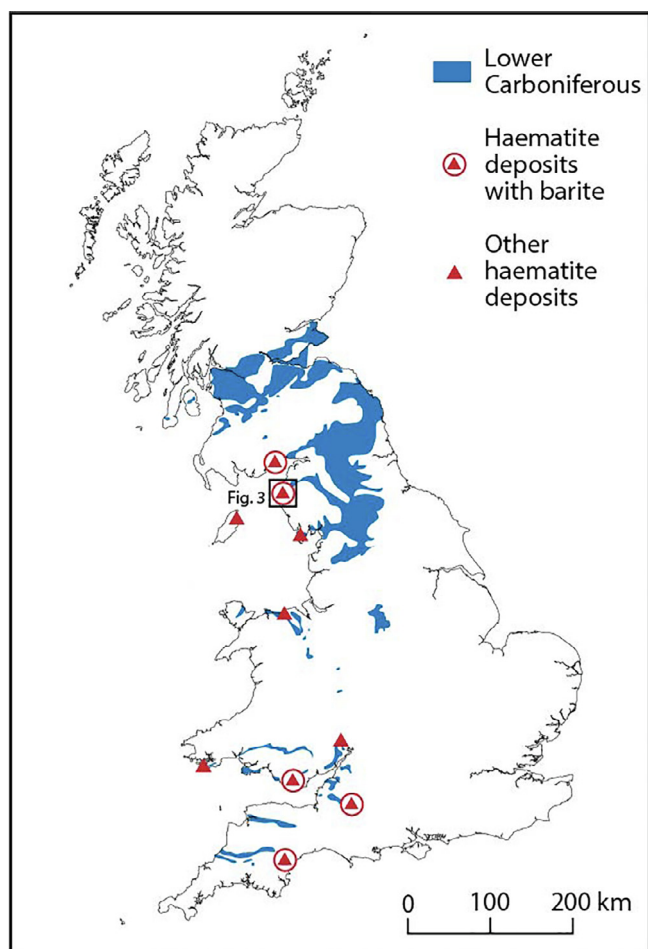 Lower
Carboniferous
Haematite
deposits
with barite
Other
haematite
deposits
Fig. 3
0 100 200 km